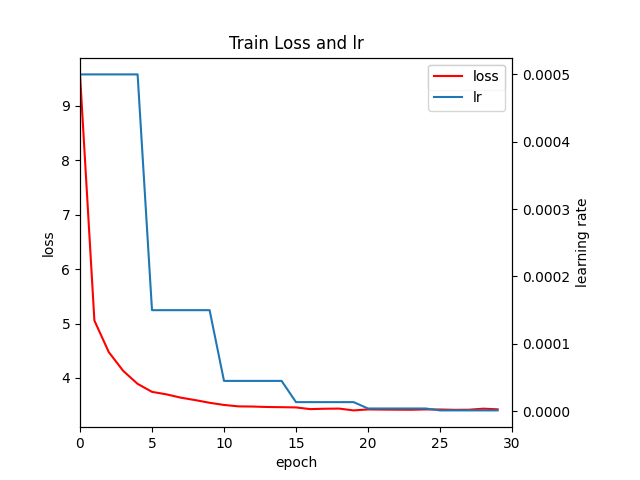 Train Loss and lr
loss
lr
9
8
7
6
5
4
loss
0.0005
0.0004
0.0003
0.0002
0.0001
0.0000
learning rate
0 5 10 15 20 25 30
epoch